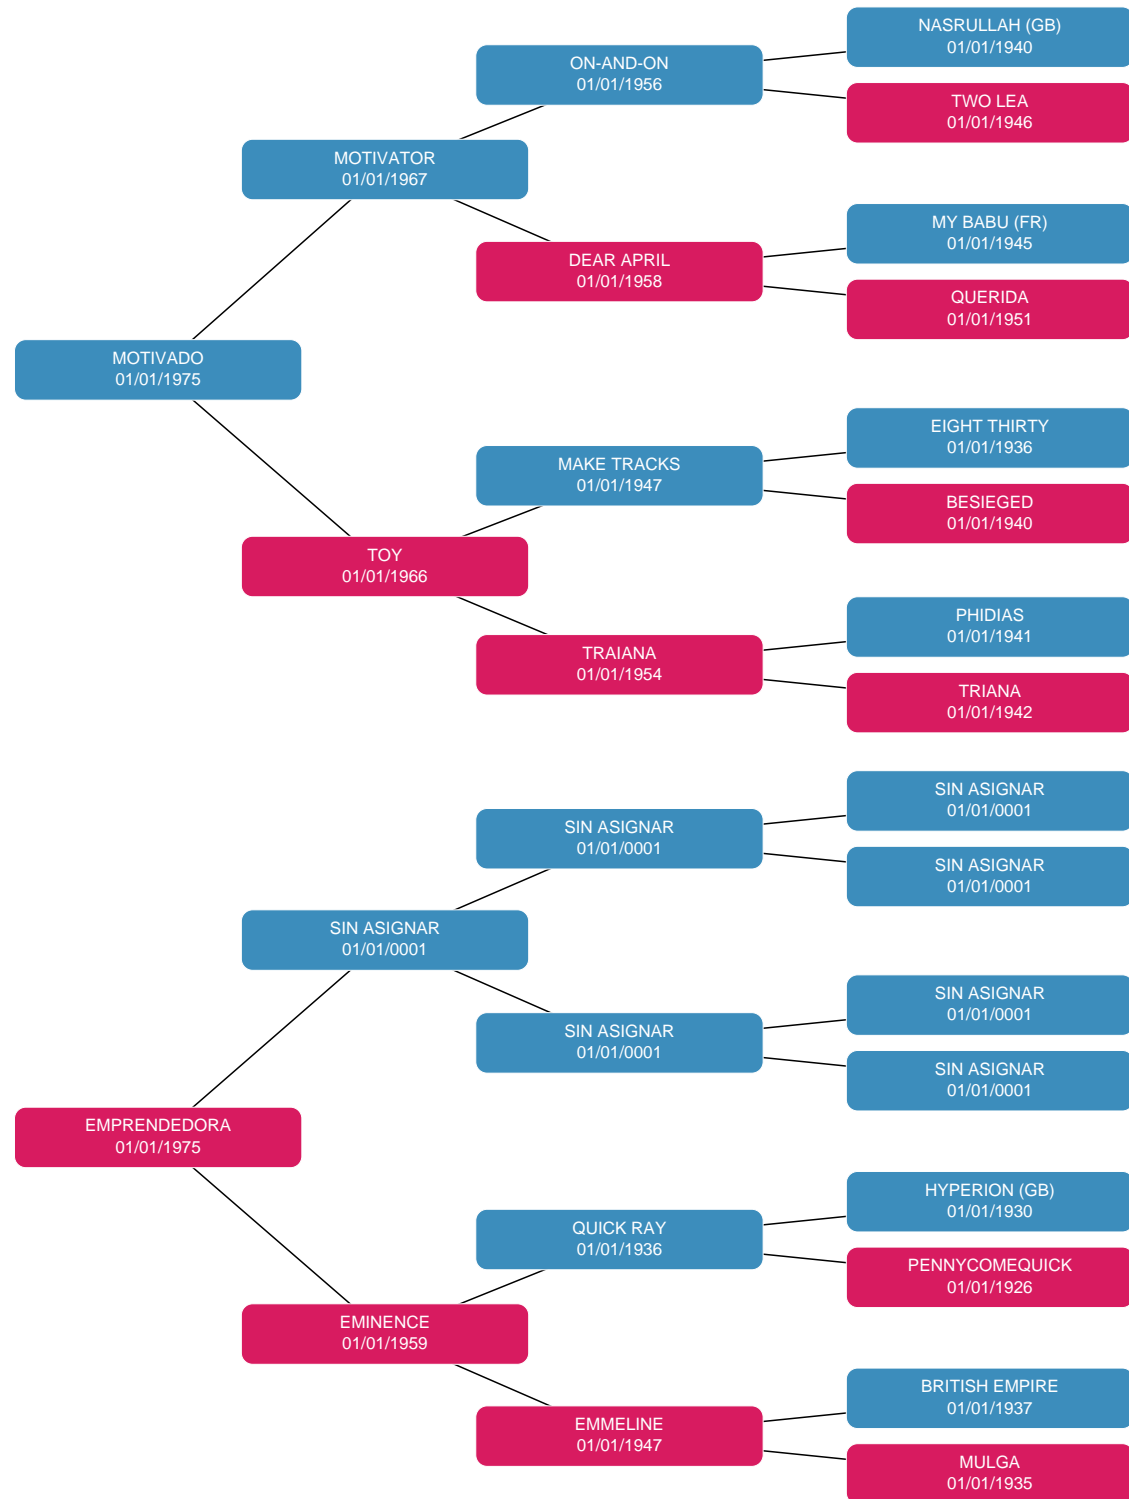 NASRULLAH (GB)
01/01/1940
ON-AND-ON
01/01/1956
TWO LEA
01/01/1946
MOTIVATOR
01/01/1967
MY BABU (FR)
01/01/1945
DEAR APRIL
01/01/1958
QUERIDA
01/01/1951
MOTIVADO
01/01/1975
EIGHT THIRTY
01/01/1936
MAKE TRACKS
01/01/1947
BESIEGED
01/01/1940
TOY
01/01/1966
PHIDIAS
01/01/1941
TRAIANA
01/01/1954
TRIANA
01/01/1942
SIN ASIGNAR
01/01/0001
SIN ASIGNAR
01/01/0001
SIN ASIGNAR
01/01/0001
SIN ASIGNAR
01/01/0001
SIN ASIGNAR
01/01/0001
SIN ASIGNAR
01/01/0001
SIN ASIGNAR
01/01/0001
EMPRENDEDORA
01/01/1975
HYPERION (GB)
01/01/1930
QUICK RAY
01/01/1936
PENNYCOMEQUICK
01/01/1926
EMINENCE
01/01/1959
BRITISH EMPIRE
01/01/1937
EMMELINE
01/01/1947
MULGA
01/01/1935